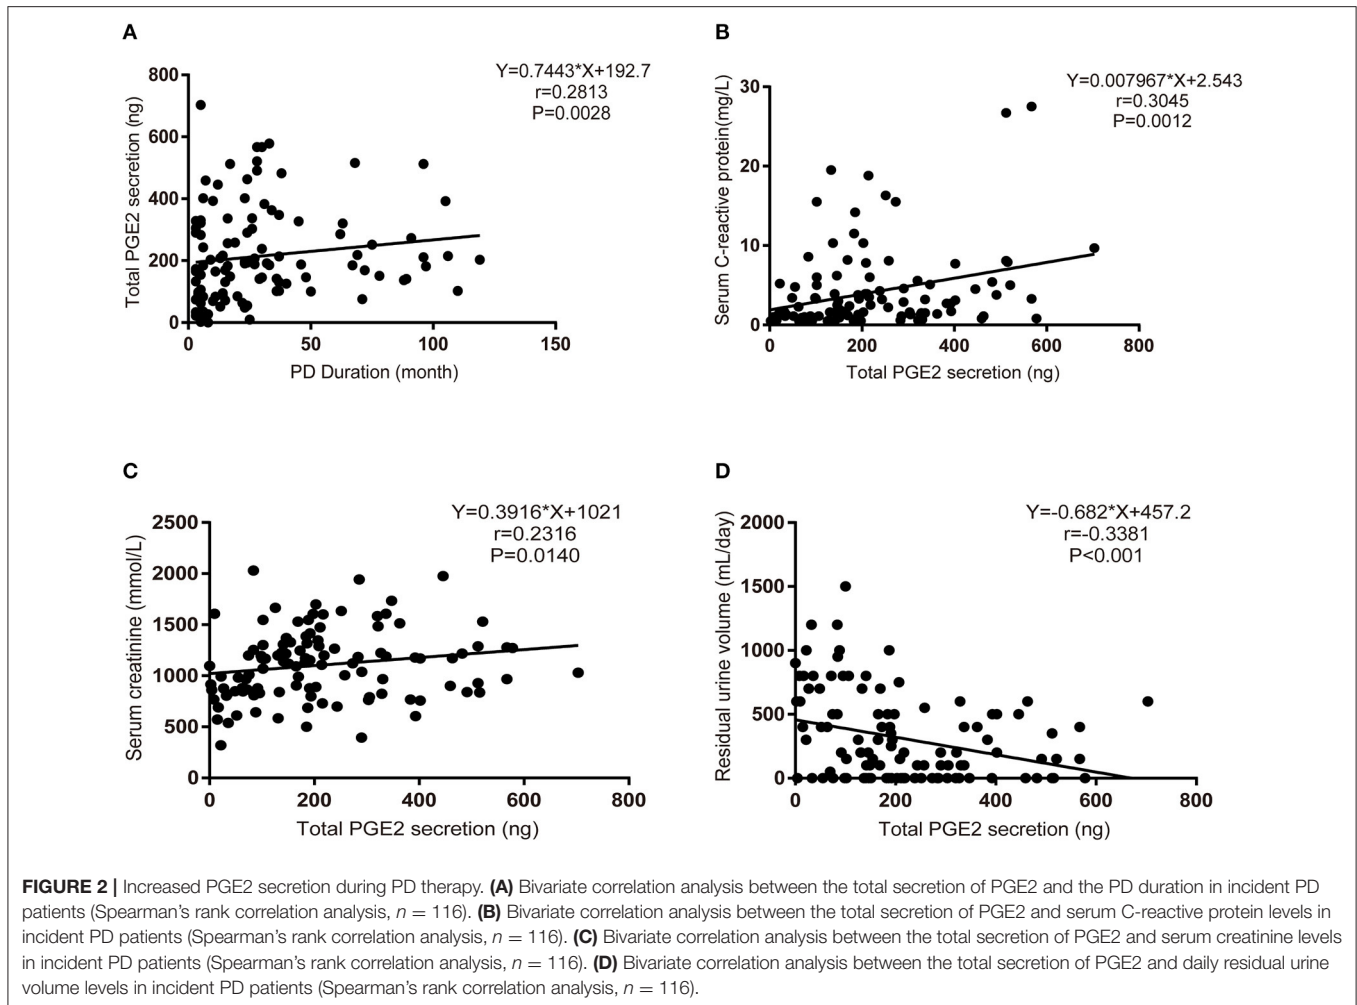 A
Y=0.7443*X+192.7
r=0.2813
P=0.0028
Total PGE2 secretion (ng)
800
600
400
200
0
0 50 100 150
PD Duration (month)
B
Y=0.007967*X+2.543
r=0.3045
P=0.0012
Serum C-reactive protein(mg/L)
30
20
10
0
0 200 400 600 800
Total PGE2 secretion (ng)
C
Y=0.3916*X+1021
r=0.2316
P=0.0140
Serum creatinine (mmol/L)
2500
2000
1500
1000
500
0
0 200 400 600 800
Total PGE2 secretion (ng)
D
Y=-0.682*X+457.2
r=-0.3381
P<0.001
Residual urine volume (mL/day)
2000
1500
1000
500
0
0 200 400 600 800
Total PGE2 secretion (ng)
FIGURE 2 | Increased PGE2 secretion during PD therapy. (A) Bivariate correlation analysis between the total secretion of PGE2 and the PD duration in incident PD
patients (Spearman's rank correlation analysis, n = 116). (B) Bivariate correlation analysis between the total secretion of PGE2 and serum C-reactive protein levels in
incident PD patients (Spearman's rank correlation analysis, n = 116). (C) Bivariate correlation analysis between the total secretion of PGE2 and serum creatinine levels
in incident PD patients (Spearman's rank correlation analysis, n = 116). (D) Bivariate correlation analysis between the total secretion of PGE2 and daily residual urine
volume levels in incident PD patients (Spearman's rank correlation analysis, n = 116).